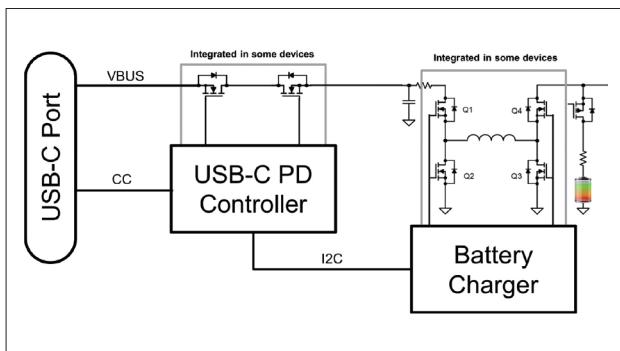 Integrated in some devices
Integrated in some devices
VBUS
USB-C Port
Q1
Q4
CC
USB-C PD
Controller
Q2
Q3
I2C
Battery
Charger